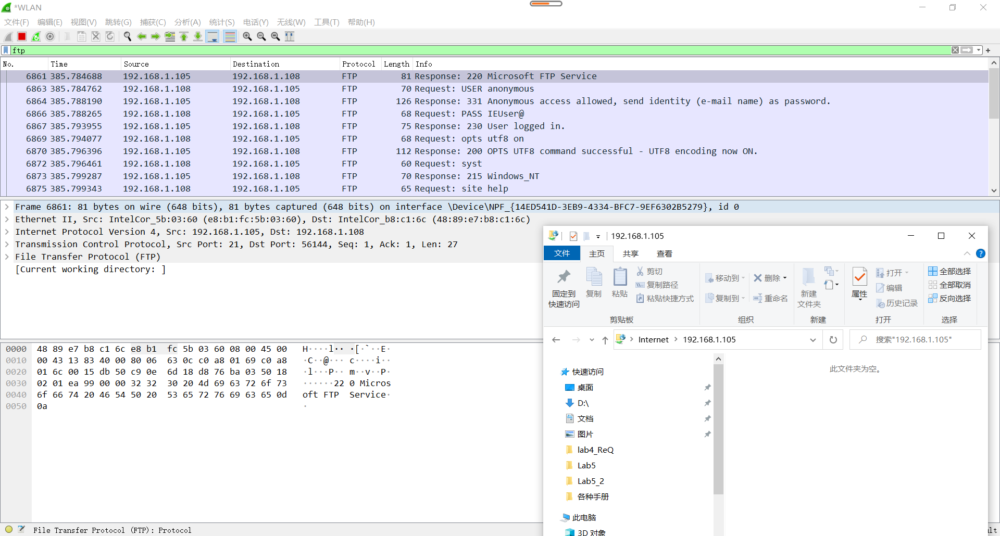 *WLAN
文件(F) 编辑(E) 视图(V) 跳转(G) 捕获(C) 分析(A) 统计(S) 电话(Y) 无线(W) 工具(T) 帮助(H)
ftp
No. Time Source Destination Protocol Length Info
6861 385.784688 192.168.1.105 192.168.1.108 FTP 81 Response: 220 Microsoft FTP Service
6863 385.784762 192.168.1.108 192.168.1.105 FTP 70 Request: USER anonymous
6864 385.788190 192.168.1.105 192.168.1.108 FTP 126 Response: 331 Anonymous access allowed, send identity (e-mail name) as password.
6866 385.788265 192.168.1.108 192.168.1.105 FTP 68 Request: PASS IEUser@
6867 385.793955 192.168.1.105 192.168.1.108 FTP 75 Response: 230 User logged in.
6869 385.794077 192.168.1.108 192.168.1.105 FTP 68 Request: opts utf8 on
6870 385.796396 192.168.1.105 192.168.1.108 FTP 112 Response: 200 OPTS UTF8 command successful - UTF8 encoding now ON.
6872 385.796461 192.168.1.108 192.168.1.105 FTP 60 Request: syst
6873 385.799287 192.168.1.105 192.168.1.108 FTP 70 Response: 215 Windows_NT
6875 385.799343 192.168.1.108 192.168.1.105 FTP 65 Request: site help
Frame 6861: 81 bytes on wire (648 bits), 81 bytes captured (648 bits) on interface \Device\NPF_{14ED541D-3EB9-4334-BFC7-9EF6302B5279}, id 0
Ethernet II, Src: IntelCor_5b:03:60 (e8:b1:fc:5b:03:60), Dst: IntelCor_b8:c1:6c (48:89:e7:b8:c1:6c)
Internet Protocol Version 4, Src: 192.168.1.105, Dst: 192.168.1.108
Transmission Control Protocol, Src Port: 21, Dst Port: 56144, Seq: 1, Ack: 1, Len: 27
File Transfer Protocol (FTP)
[Current working directory: ]
0000 48 89 e7 b8 c1 6c e8 b1 fc 5b 03 60 08 00 45 00 H····l·· ·[·`··E·
0010 00 43 13 83 40 00 80 06 63 0c c0 a8 01 69 c0 a8 ·C··@··· c····i··
0020 01 6c 00 15 db 50 c9 0e 6d 18 d8 76 ba 03 50 18 ·l···P·· m··v··P·
0030 02 01 ea 99 00 00 32 32 30 20 4d 69 63 72 6f 73 ······22 0 Micros
0040 6f 66 74 20 46 54 50 20 53 65 72 76 69 63 65 0d oft FTP Service·
0050 0a ·
File Transfer Protocol (FTP): Protocol
192.168.1.105
文件 主页 共享 查看
固定到
快速访问
复制
粘贴
剪切
复制路径
粘贴快捷方式
剪贴板
移动到
复制到
删除
重命名
组织
新建
文件夹
新建
属性
打开
编辑
历史记录
打开
全部选择
全部取消
反向选择
选择
Internet 192.168.1.105
搜索"192.168.1.105"
快速访问
桌面
D:\
文档
图片
lab4_ReQ
Lab5
Lab5_2
各种手册
此电脑
3D 对象
此文件夹为空。